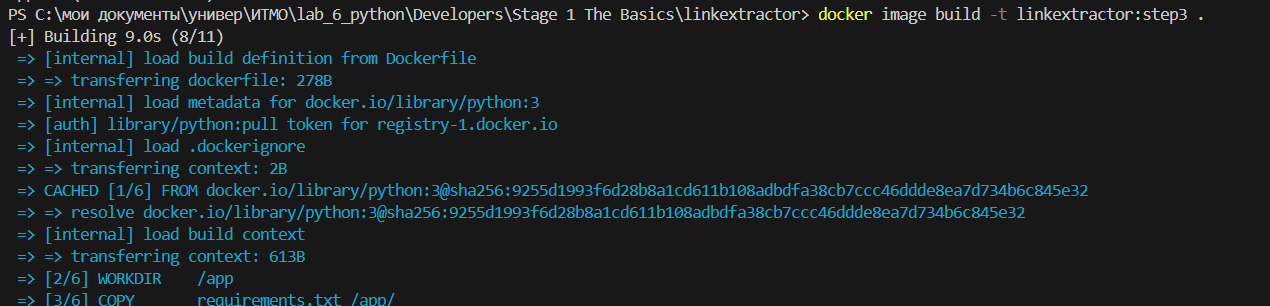 PS C:\мои документы\универ\ИТМО\lab_6_python\Developers\Stage 1 The Basics\linkextractor> docker image build -t linkextractor:step3 .
[+] Building 9.0s (8/11)
=> [internal] load build definition from Dockerfile
=> => transferring dockerfile: 278B
=> [internal] load metadata for docker.io/library/python:3
=> [auth] library/python:pull token for registry-1.docker.io
=> [internal] load .dockerignore
=> => transferring context: 2B
=> CACHED [1/6] FROM docker.io/library/python:3@sha256:9255d1993f6d28b8a1cd611b108adbdfa38cb7ccc46ddde8ea7d734b6c845e32
=> => resolve docker.io/library/python:3@sha256:9255d1993f6d28b8a1cd611b108adbdfa38cb7ccc46ddde8ea7d734b6c845e32
=> [internal] load build context
=> => transferring context: 613B
=> [2/6] WORKDIR /app
=> [3/6] COPY requirements.txt /app/